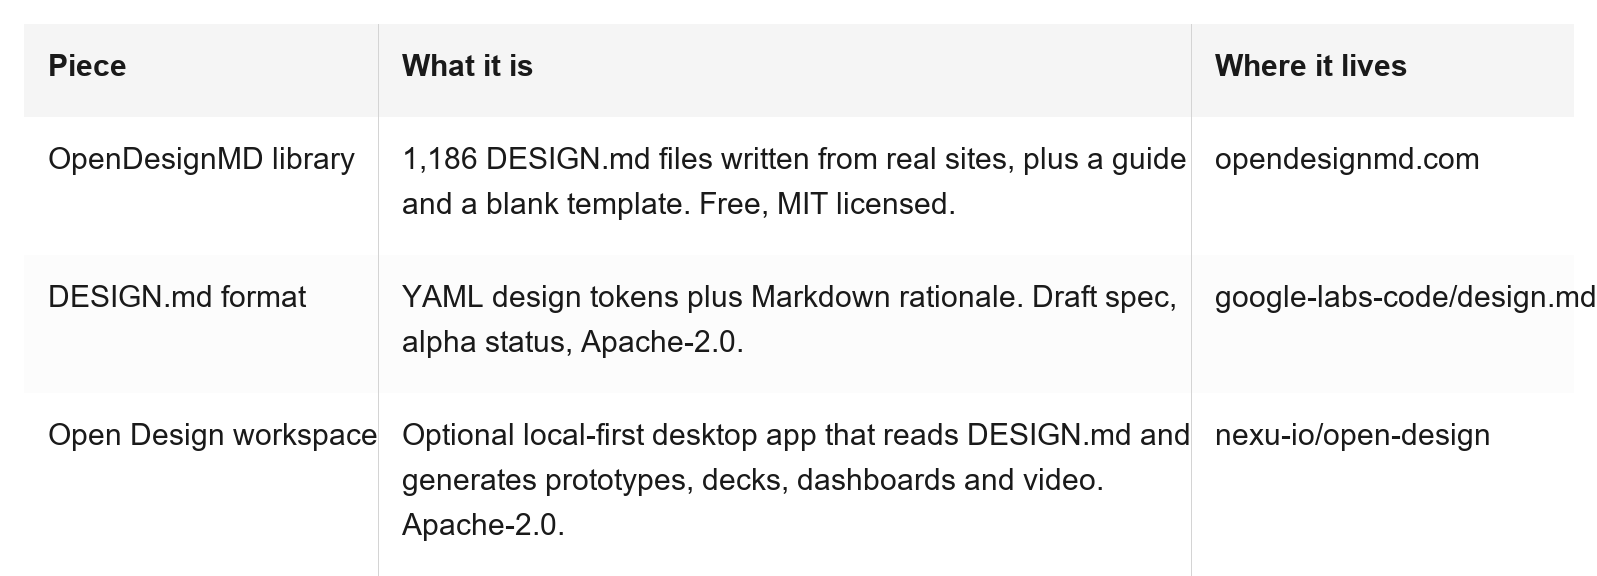 Piece
What it is
Where it lives
OpenDesignMD library
1,186 DESIGN.md files written from real sites, plus a guide
and a blank template. Free, MIT licensed.
opendesignmd.com
DESIGN.md format
YAML design tokens plus Markdown rationale. Draft spec,
alpha status, Apache-2.0.
google-labs-code/design.md
Open Design workspace
Optional local-first desktop app that reads DESIGN.md and
generates prototypes, decks, dashboards and video.
Apache-2.0.
nexu-io/open-design